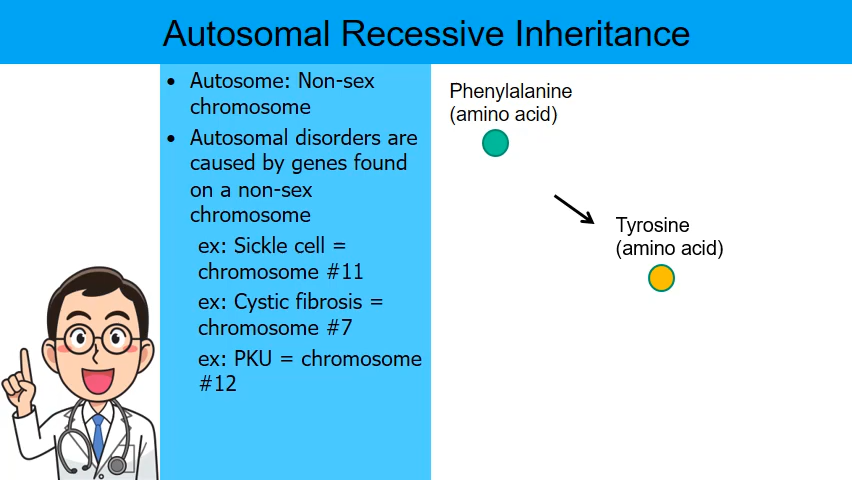 Autosomal Recessive Inheritance
• Autosome: Non-sex
chromosome
• Autosomal disorders are
caused by genes found
on a non-sex
chromosome
ex: Sickle cell =
chromosome #11
ex: Cystic fibrosis =
chromosome #7
ex: PKU = chromosome
#12
Phenylalanine
(amino acid)
Tyrosine
(amino acid)